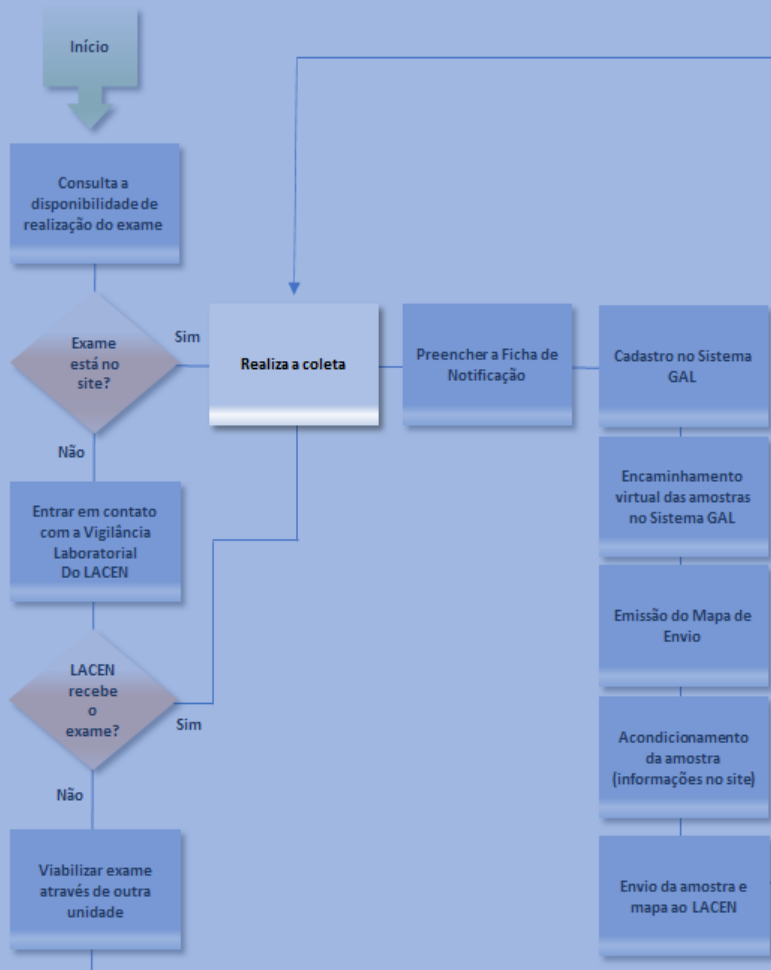 Início
Consulta a
disponibilidade de
realização do exame
Exame
está no
site?
Sim
Realiza a coleta
Preencher a Ficha de
Notificação
Cadastro no Sistema
GAL
Não
Entrar em contato
com a Vigilância
Laboratorial
Do LACEN
Encaminhamento
virtual das amostras
no Sistema GAL
Emissão do Mapa de
Envio
LACEN
recebe
o
exame?
Sim
Acondicionamento
da amostra
(informações no site)
Não
Viabilizar exame
através de outra
unidade
Envio da amostra e
mapa ao LACEN